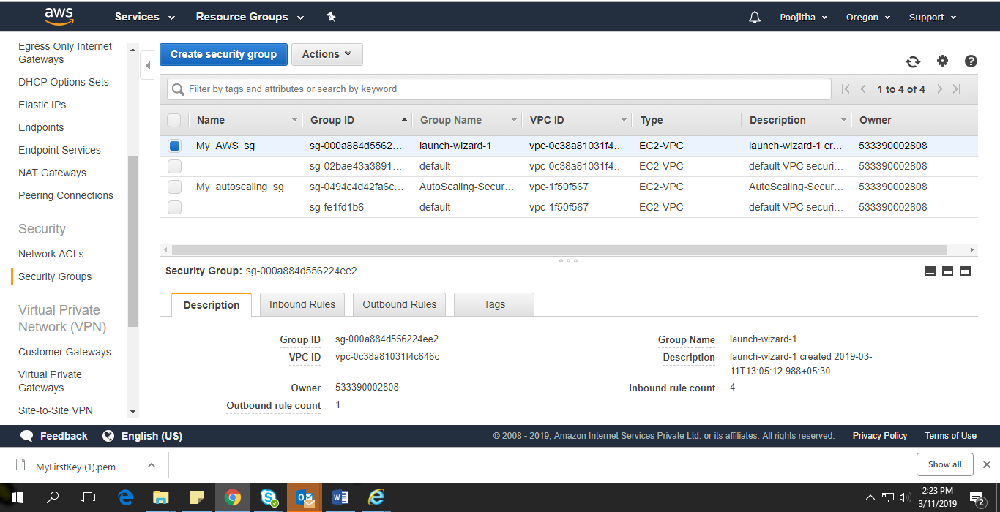 aws Services Resource Groups Poojitha Oregon Support
Egress Only Internet
Gateways
DHCP Options Sets
Elastic IPs
Endpoints
Endpoint Services
NAT Gateways
Peering Connections
Security
Network ACLs
Security Groups
Virtual Private
Network (VPN)
Customer Gateways
Virtual Private
Gateways
Site-to-Site VPN
Create security group Actions
Filter by tags and attributes or search by keyword 1 to 4 of 4
Name Group ID Group Name VPC ID Type Description Owner
My_AWS_sg sg-000a884d5562... launch-wizard-1 vpc-0c38a81031f4... EC2-VPC launch-wizard-1 cr... 533390002808
sg-02bae43a3891... default vpc-0c38a81031f4... EC2-VPC default VPC securi... 533390002808
My_autoscaling_sg sg-0494c4d42fa6c... AutoScaling-Secur... vpc-1f50f567 EC2-VPC AutoScaling-Secur... 533390002808
sg-fe1fd1b6 default vpc-1f50f567 EC2-VPC default VPC securi... 533390002808
Security Group: sg-000a884d556224ee2
Description Inbound Rules Outbound Rules Tags
Group ID sg-000a884d556224ee2 Group Name launch-wizard-1
VPC ID vpc-0c38a81031f4c646c Description launch-wizard-1 created 2019-03-
11T13:05:12.988+05:30
Owner 533390002808 Inbound rule count 4
Outbound rule count 1
Feedback English (US) © 2008 - 2019, Amazon Internet Services Private Ltd. or its affiliates. All rights reserved. Privacy Policy Terms of Use
MyFirstKey (1).pem Show all
2:23 PM
3/11/2019
2